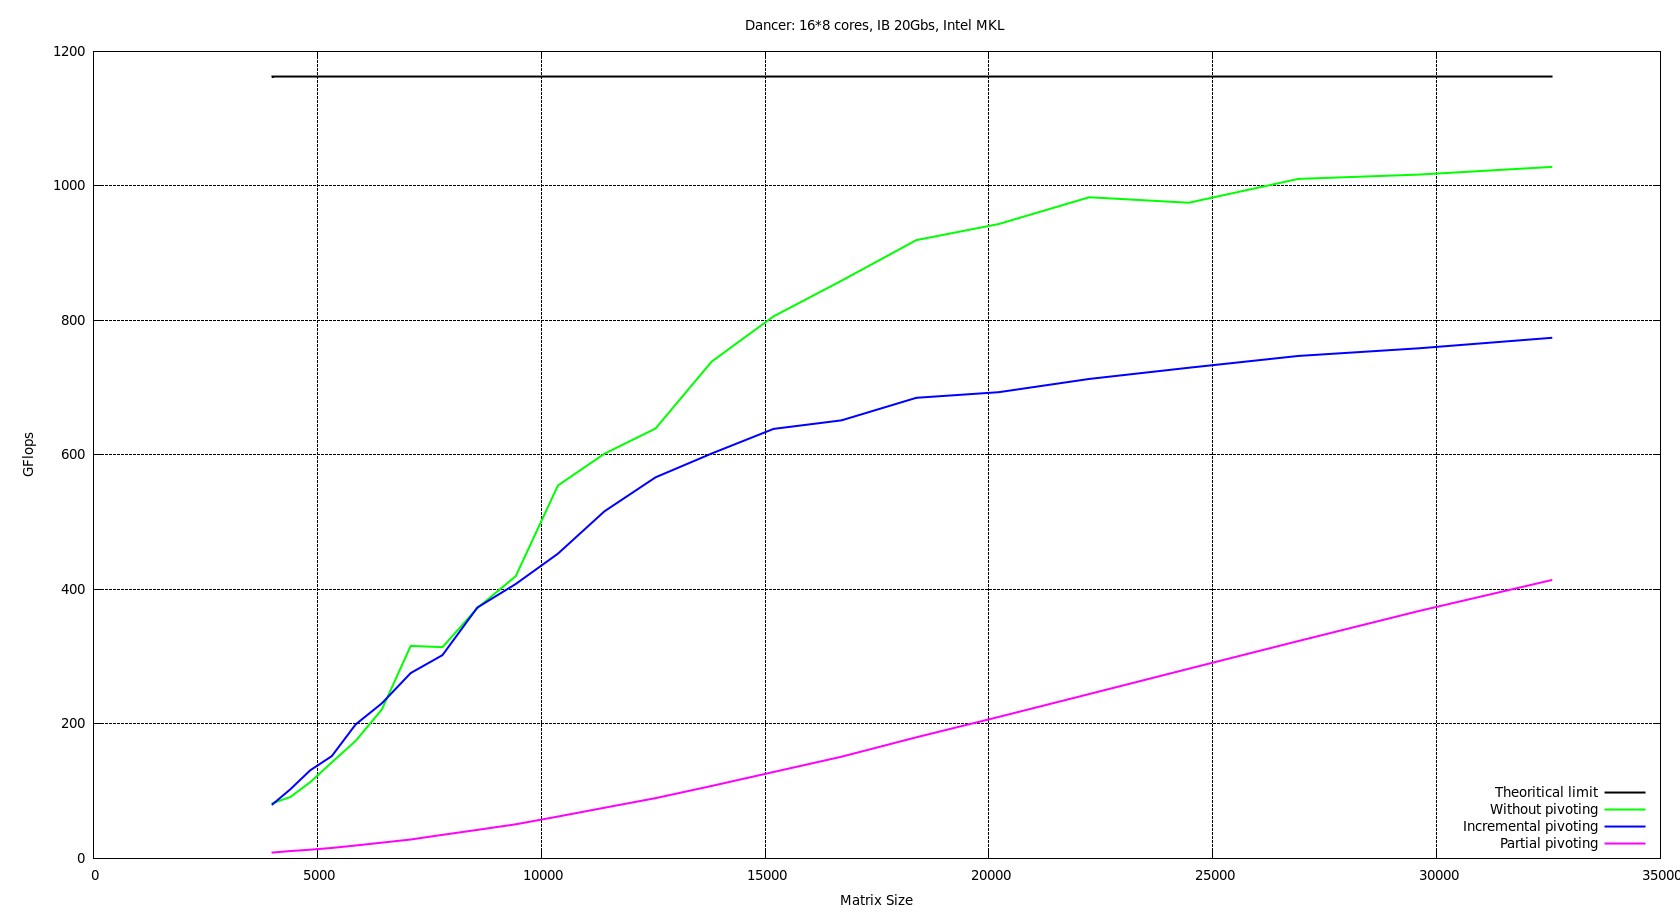 Dancer: 16*8 cores, IB 20Gbs, Intel MKL
1200
1000
800
600
400
200
0
GFlops
0 5000 10000 15000 20000 25000 30000 35000
Matrix Size
Theoritical limit
Without pivoting
Incremental pivoting
Partial pivoting